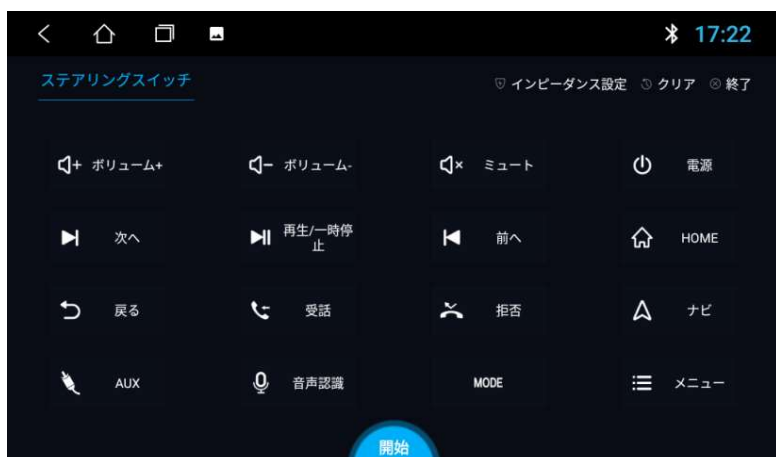 17:22
ステアリングスイッチ インピーダンス設定 クリア 終了
ボリューム+ ボリューム- ミュート 電源
次へ 再生/一時停
止 前へ HOME
戻る 受話 拒否 ナビ
AUX 音声認識 MODE メニュー
開始